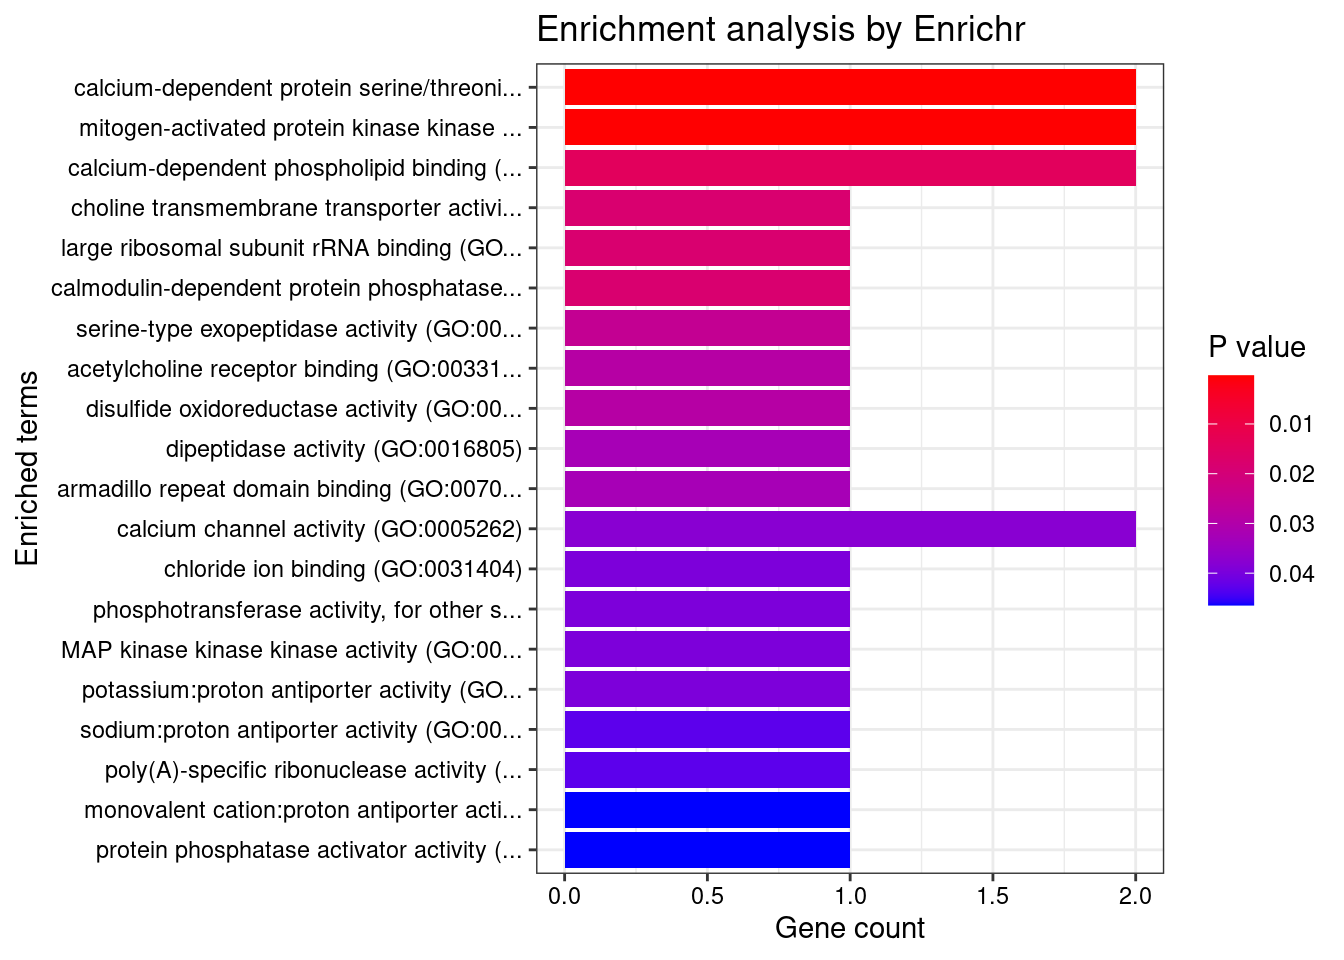 Enrichment analysis by Enrichr
calcium-dependent protein serine/threoni...
mitogen-activated protein kinase kinase ...
calcium-dependent phospholipid binding (...
choline transmembrane transporter activi...
large ribosomal subunit rRNA binding (GO...
calmodulin-dependent protein phosphatase...
serine-type exopeptidase activity (GO:00...
acetylcholine receptor binding (GO:00331...
disulfide oxidoreductase activity (GO:00...
dipeptidase activity (GO:0016805)
armadillo repeat domain binding (GO:0070...
calcium channel activity (GO:0005262)
chloride ion binding (GO:0031404)
phosphotransferase activity, for other s...
MAP kinase kinase kinase activity (GO:00...
potassium:proton antiporter activity (GO...
sodium:proton antiporter activity (GO:00...
poly(A)-specific ribonuclease activity (...
monovalent cation:proton antiporter acti...
protein phosphatase activator activity (...
Enriched terms
0.0 0.5 1.0 1.5 2.0
Gene count
P value
0.01
0.02
0.03
0.04